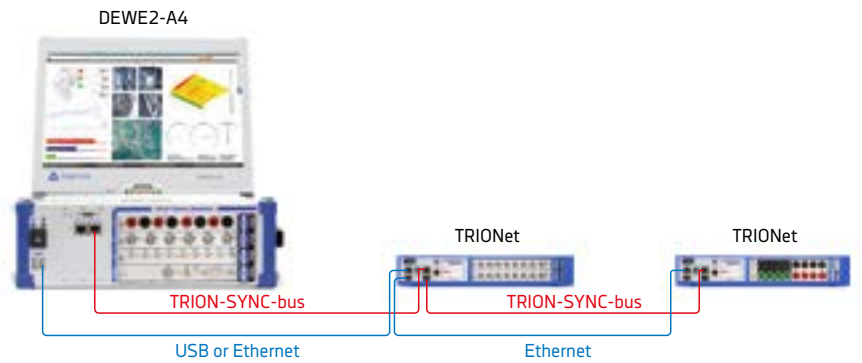 DEWE2-A4
TRIONet
TRIONet
TRION-SYNC-bus
TRION-SYNC-bus
USB or Ethernet
Ethernet